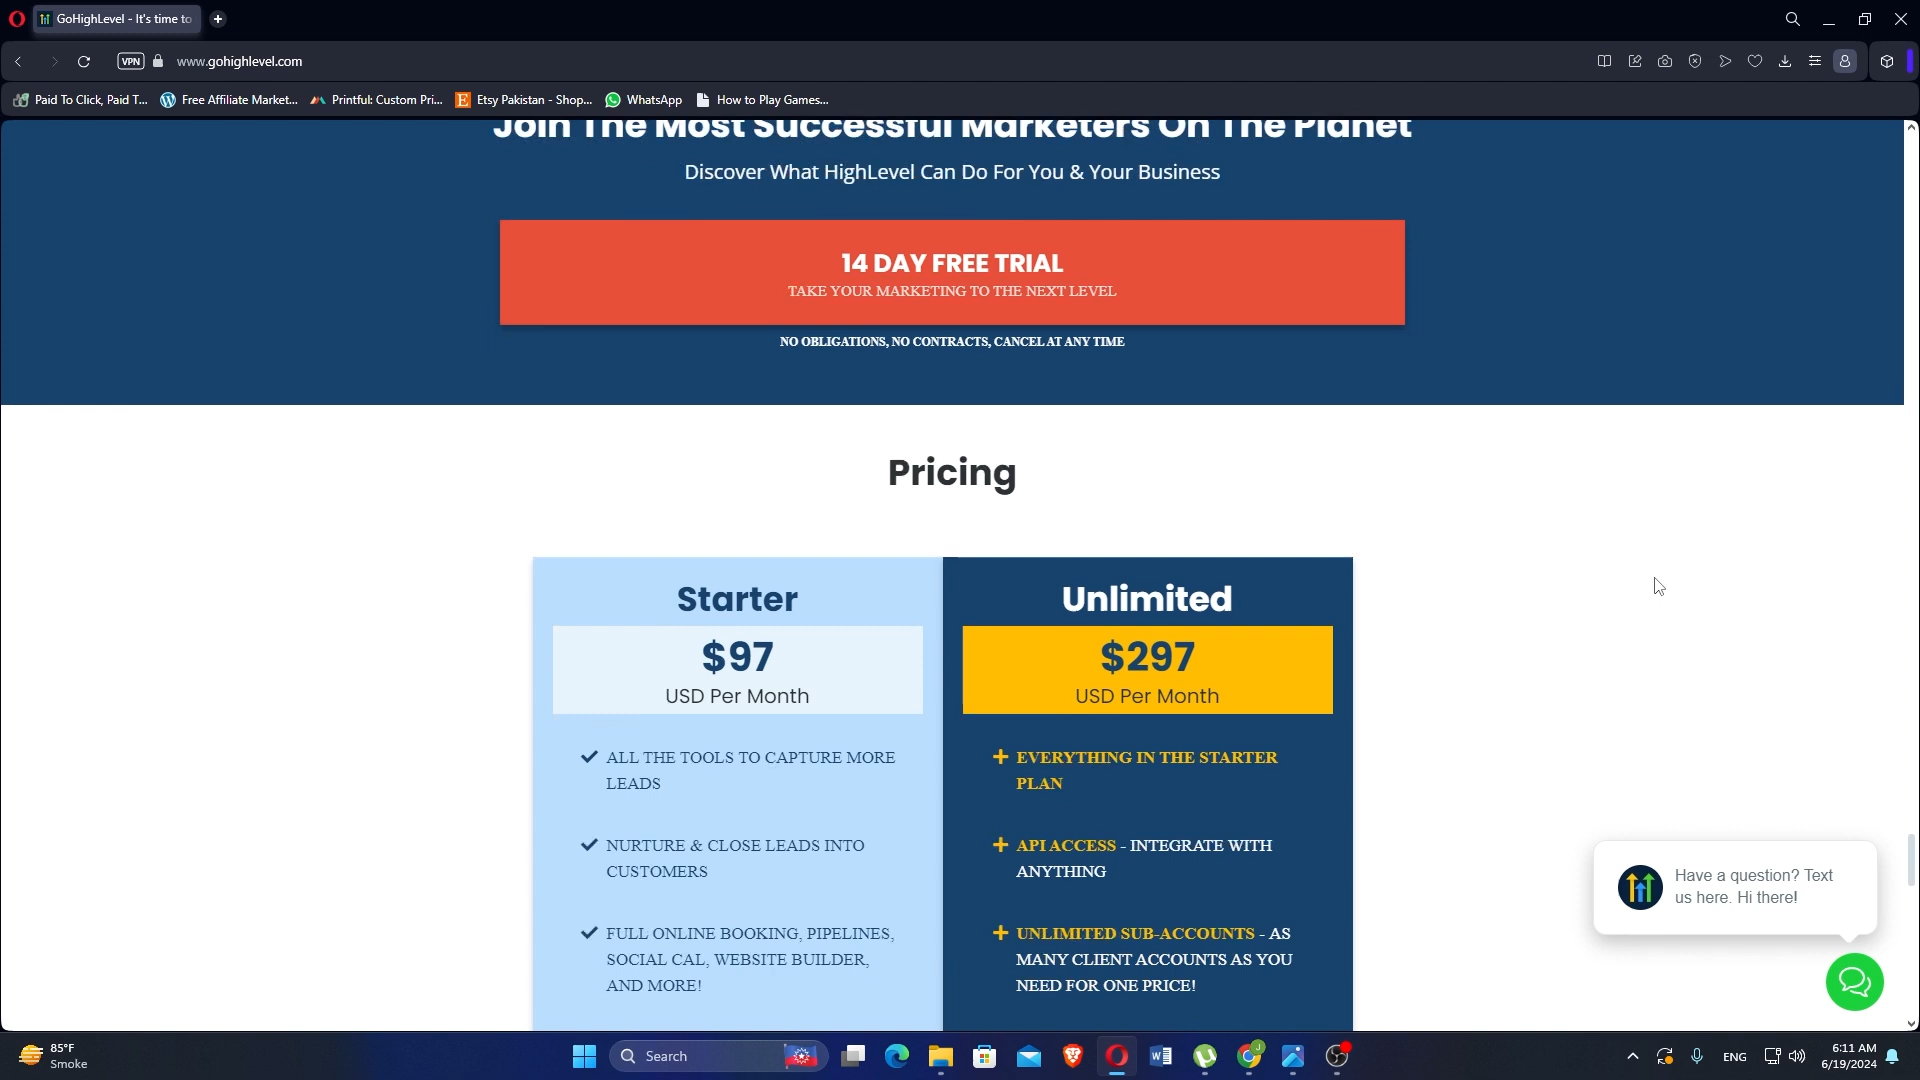 GoHighLevel - It's time to
VPN
www.gohighlevel.com
Paid To Click, Paid T...
Free Affiliate Market...
Printful: Custom Pri...
Etsy Pakistan - Shop...
WhatsApp
How to Play Games...
Join The Most Successful Marketers On The Planet
Discover What HighLevel Can Do For You & Your Business
14 DAY FREE TRIAL
TAKE YOUR MARKETING TO THE NEXT LEVEL
NO OBLIGATIONS, NO CONTRACTS, CANCEL AT ANY TIME
Pricing
Starter
$97
USD Per Month
ALL THE TOOLS TO CAPTURE MORE
LEADS
NURTURE & CLOSE LEADS INTO
CUSTOMERS
FULL ONLINE BOOKING, PIPELINES,
SOCIAL CAL, WEBSITE BUILDER,
AND MORE!
Unlimited
$297
USD Per Month
EVERYTHING IN THE STARTER
PLAN
API ACCESS - INTEGRATE WITH
ANYTHING
UNLIMITED SUB-ACCOUNTS - AS
MANY CLIENT ACCOUNTS AS YOU
NEED FOR ONE PRICE!
Have a question? Text
us here. Hi there!
85°F
Smoke
Search
ENG
6:11 AM
6/19/2024